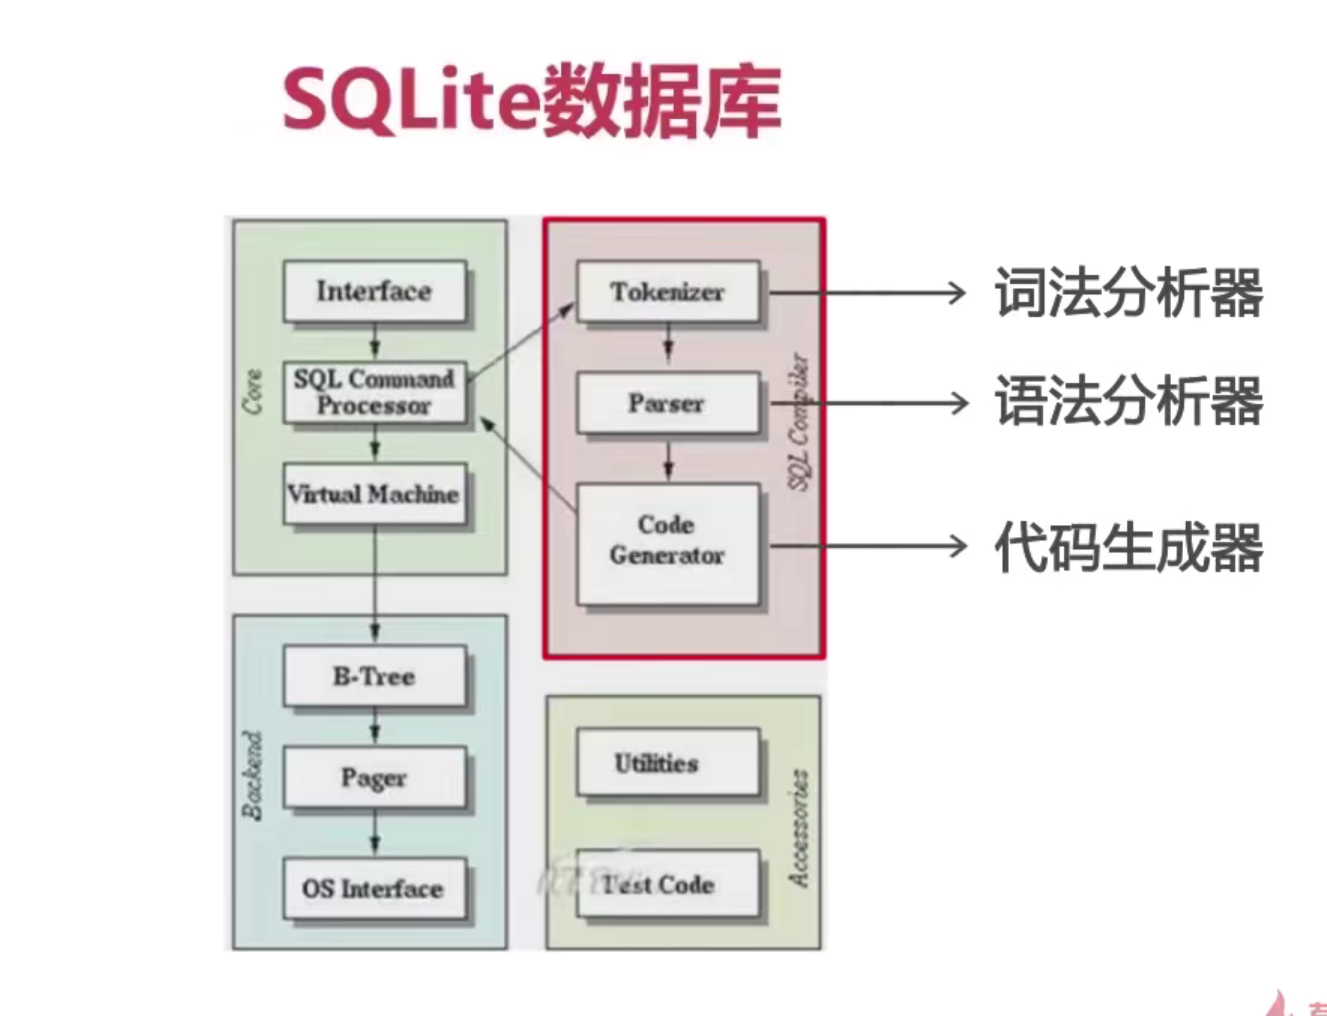 SQLite数据库
Core
Interface
SQL Command
Processor
Virtual Machine
SQL Compiler
Tokenizer
Parser
Code
Generator
词法分析器
语法分析器
代码生成器
Backend
B-Tree
Pager
OS Interface
Accessories
Utilities
Test Code